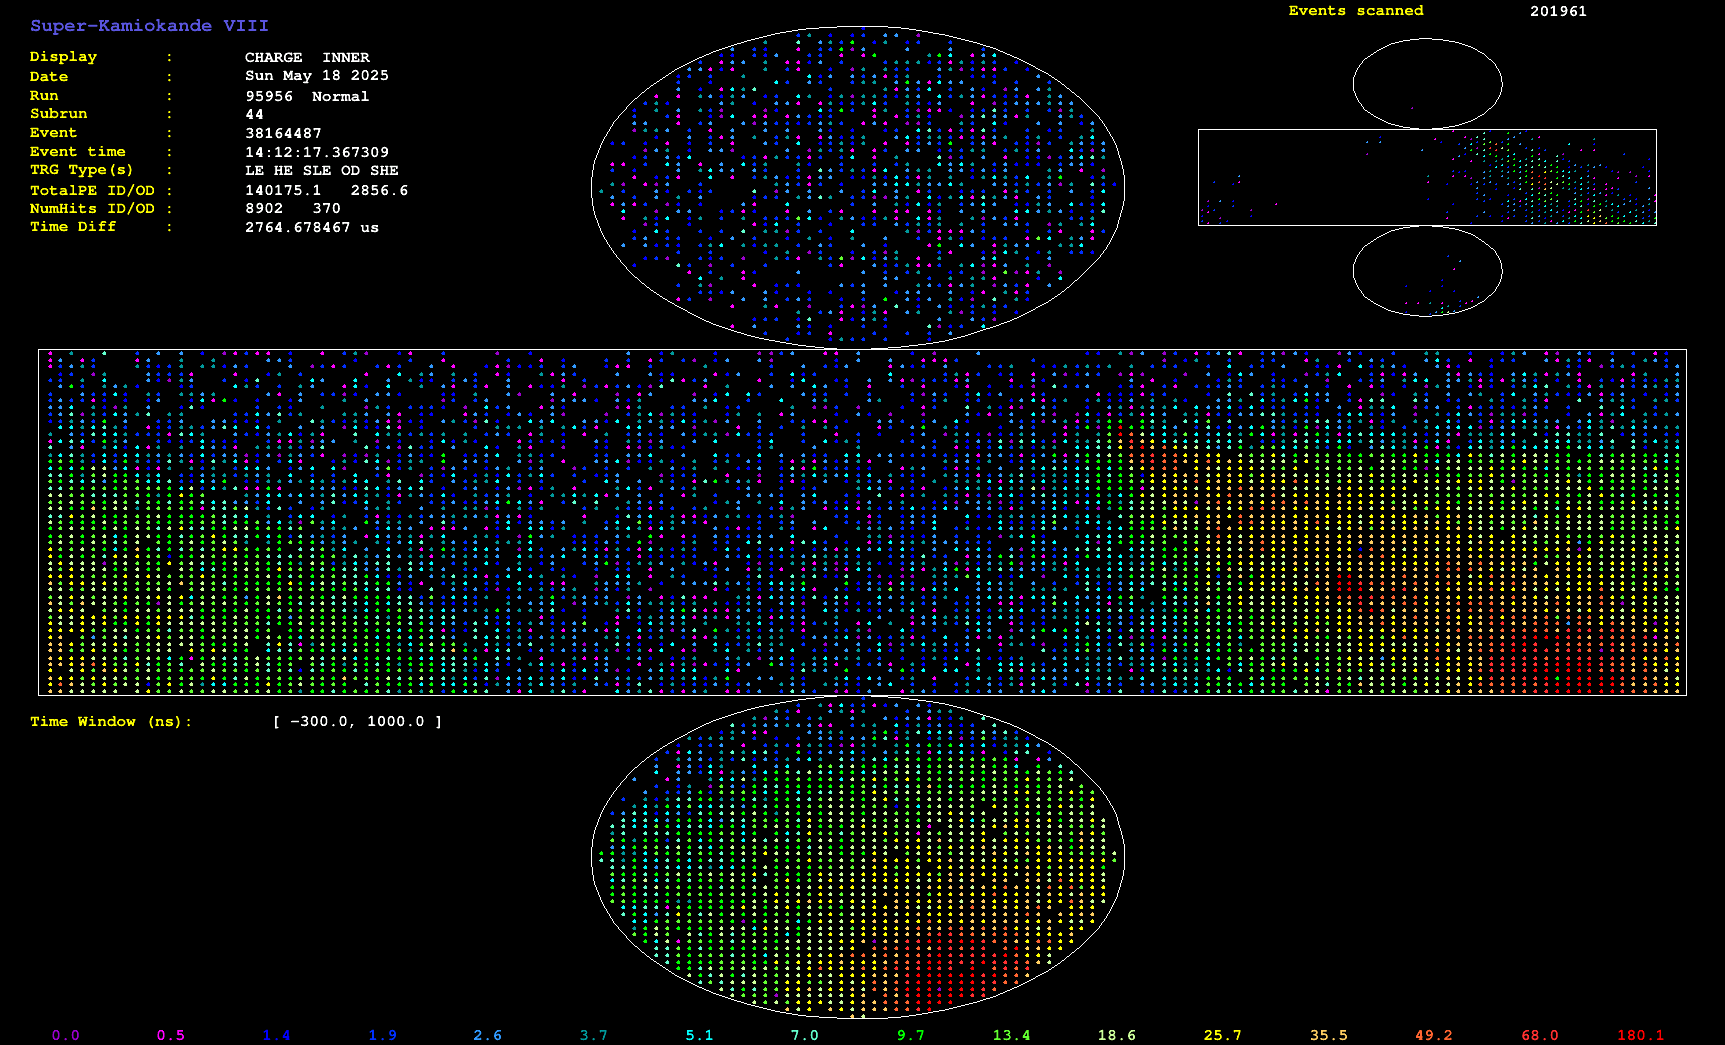 Super-Kamiokande VIII
Events scanned 201961
Display : CHARGE INNER
Date : Sun May 18 2025
Run : 95956 Normal
Subrun : 44
Event : 38164487
Event time : 14:12:17.367309
TRG Type(s) : LE HE SLE OD SHE
TotalPE ID/OD : 140175.1 2856.6
NumHits ID/OD : 8902 370
Time Diff : 2764.678467 us
Time Window (ns): [ -300.0, 1000.0 ]
0.0 0.5 1.4 1.9 2.6 3.7 5.1 7.0 9.7 13.4 18.6 25.7 35.5 49.2 68.0 180.1